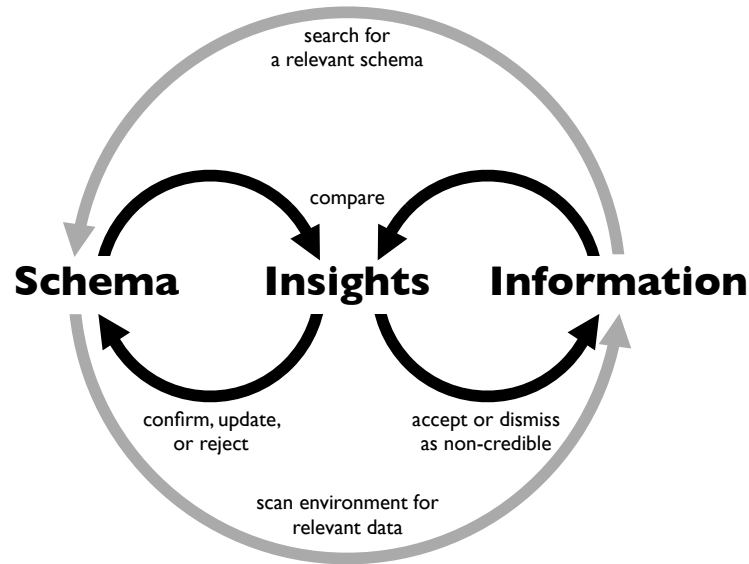 search for
a relevant schema
compare
Schema Insights Information
confirm, update,
or reject
accept or dismiss
as non-credible
scan environment for
relevant data